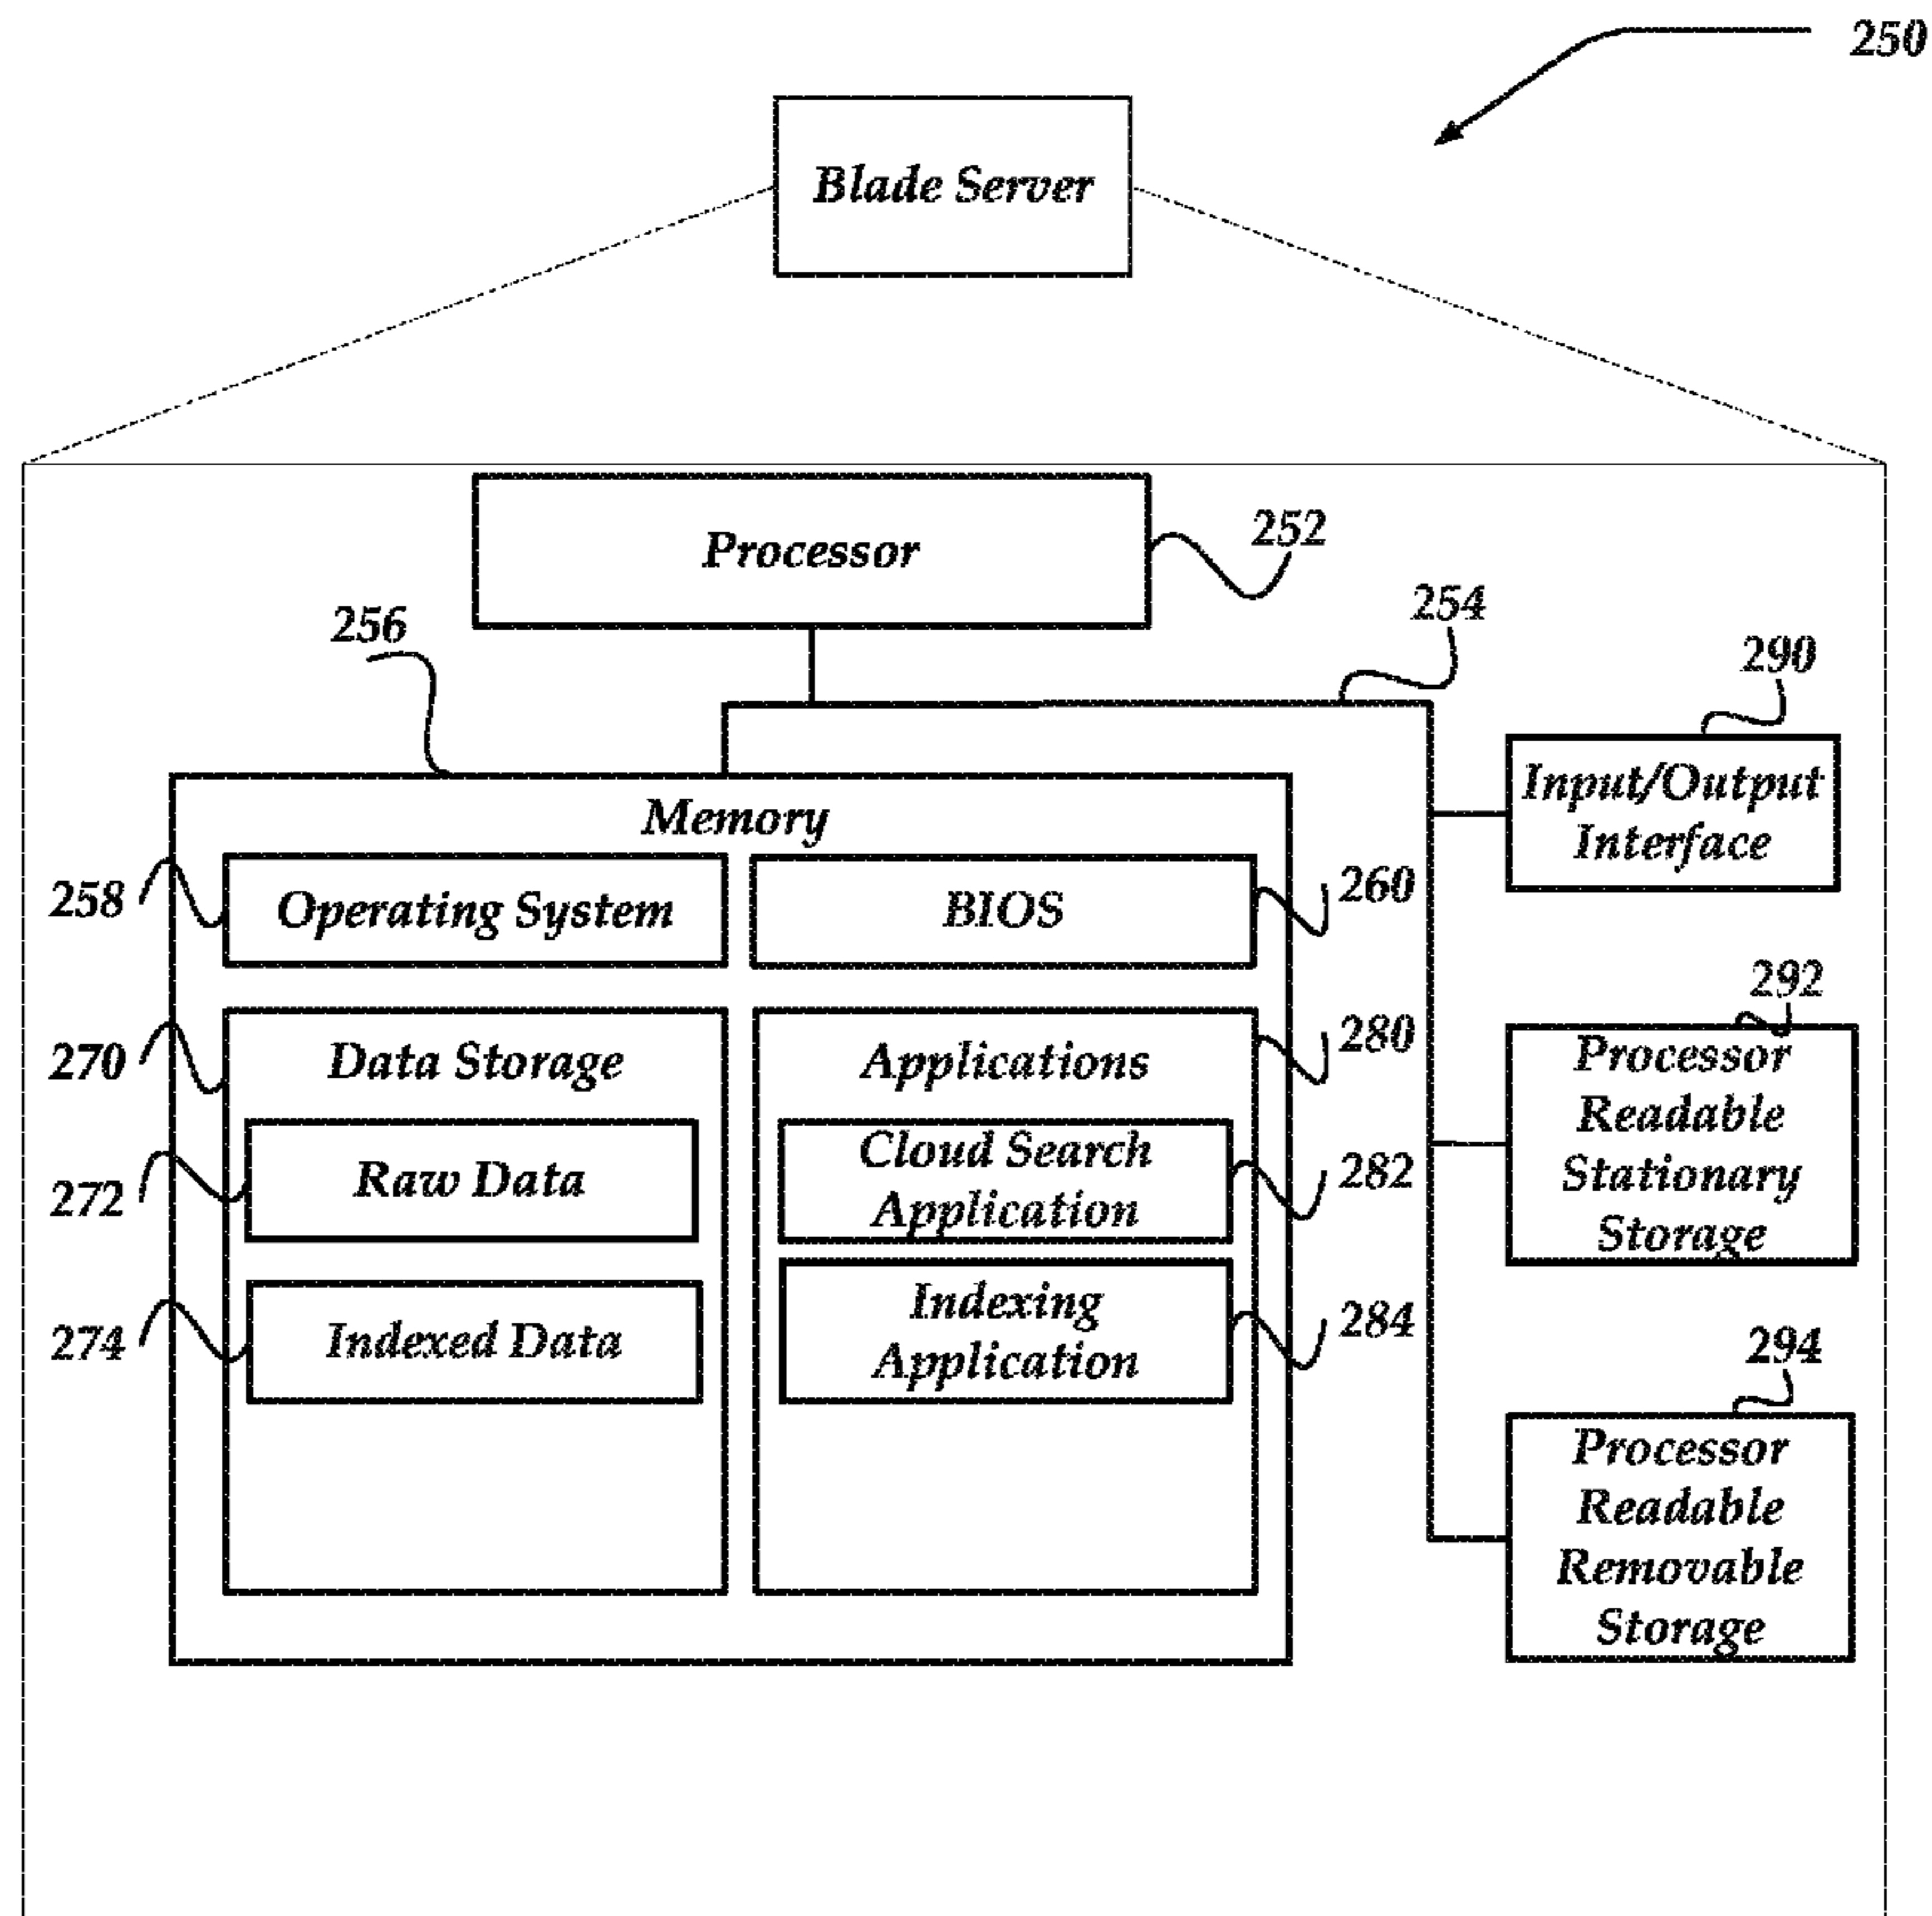 250
Blade Server
Processor
252
254
256
290
Input/Output
Interface
Memory
258
Operating System
BIOS
260
292
Processor
Readable
Stationary
Storage
270
Data Storage
Applications
280
272
Raw Data
Cloud Search
Application
282
274
Indexed Data
Indexing
Application
284
294
Processor
Readable
Removable
Storage